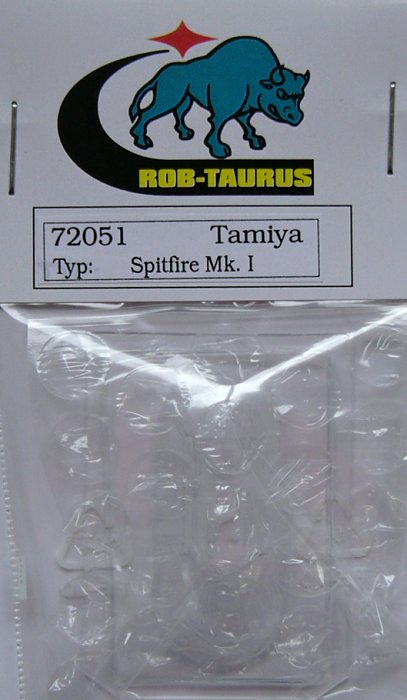 ROB-TAURUS
72051 Tamiya
Typ: Spitfire Mk. I